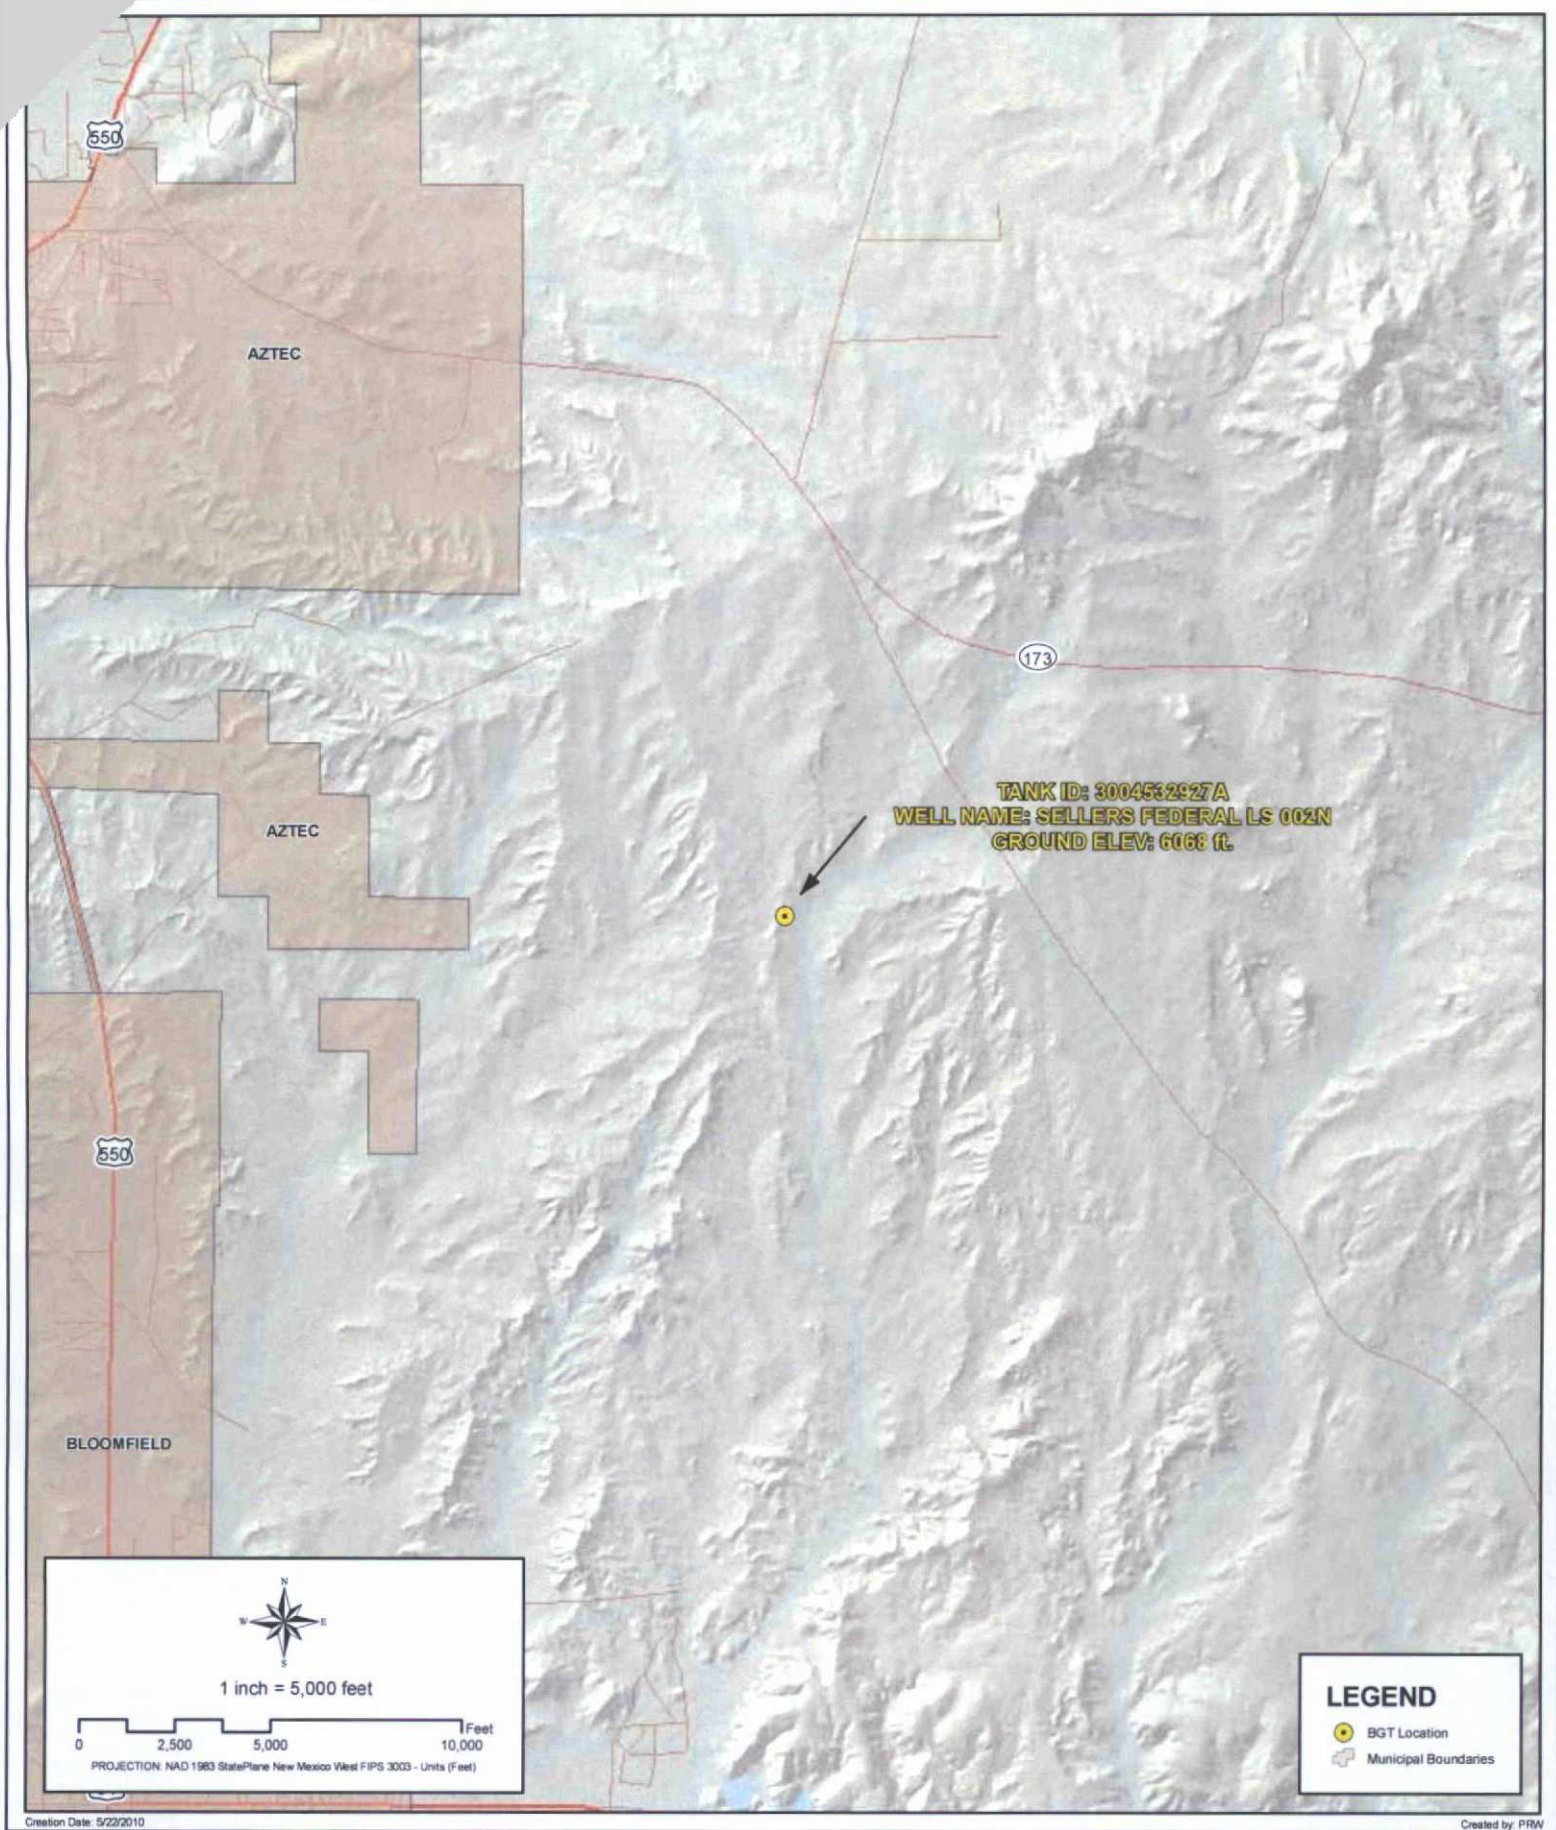 550
AZTEC
173
TANK ID: 3004532927A
WELL NAME: SELLERS FEDERAL LS 002N
GROUND ELEV: 6068 ft.
AZTEC
550
BLOOMFIELD
N
W E
S
1 inch = 5,000 feet
Feet
0 2,500 5,000 10,000
PROJECTION: NAD 1983 StatePlane New Mexico West FIPS 3003 - Units (Feet)
LEGEND
BGT Location
Municipal Boundaries
Creation Date: 5/22/2010
Created by: PRW